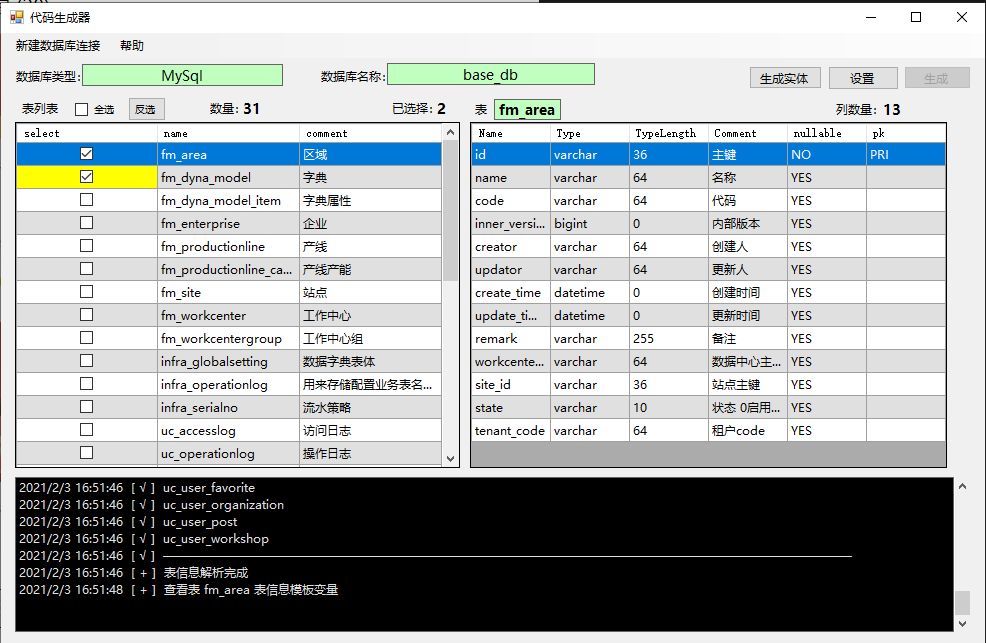 代码生成器
新建数据库连接 帮助
数据库类型: MySql 数据库名称: base_db 生成实体 设置 生成
表列表 全选 反选 数量: 31 已选择: 2 表 fm_area 列数量: 13
select name comment
fm_area 区域
fm_dyna_model 字典
fm_dyna_model_item 字典属性
fm_enterprise 企业
fm_productionline 产线
fm_productionline_ca... 产线产能
fm_site 站点
fm_workcenter 工作中心
fm_workcentergroup 工作中心组
infra_globalsetting 数据字典表体
infra_operationlog 用来存储配置业务表名...
infra_serialno 流水策略
uc_accesslog 访问日志
uc_operationlog 操作日志
Name Type TypeLength Comment nullable pk
id varchar 36 主键 NO PRI
name varchar 64 名称 YES
code varchar 64 代码 YES
inner_versi... bigint 0 内部版本 YES
creator varchar 64 创建人 YES
updator varchar 64 更新人 YES
create_time datetime 0 创建时间 YES
update_ti... datetime 0 更新时间 YES
remark varchar 255 备注 YES
workcente... varchar 64 数据中心主... YES
site_id varchar 36 站点主键 YES
state varchar 10 状态 0启用... YES
tenant_code varchar 64 租户code YES
2021/2/3 16:51:46 [ √ ] uc_user_favorite
2021/2/3 16:51:46 [ √ ] uc_user_organization
2021/2/3 16:51:46 [ √ ] uc_user_post
2021/2/3 16:51:46 [ √ ] uc_user_workshop
2021/2/3 16:51:46 [ √ ] ————————————————————
2021/2/3 16:51:46 [ + ] 表信息解析完成
2021/2/3 16:51:48 [ + ] 查看表 fm_area 表信息模板变量